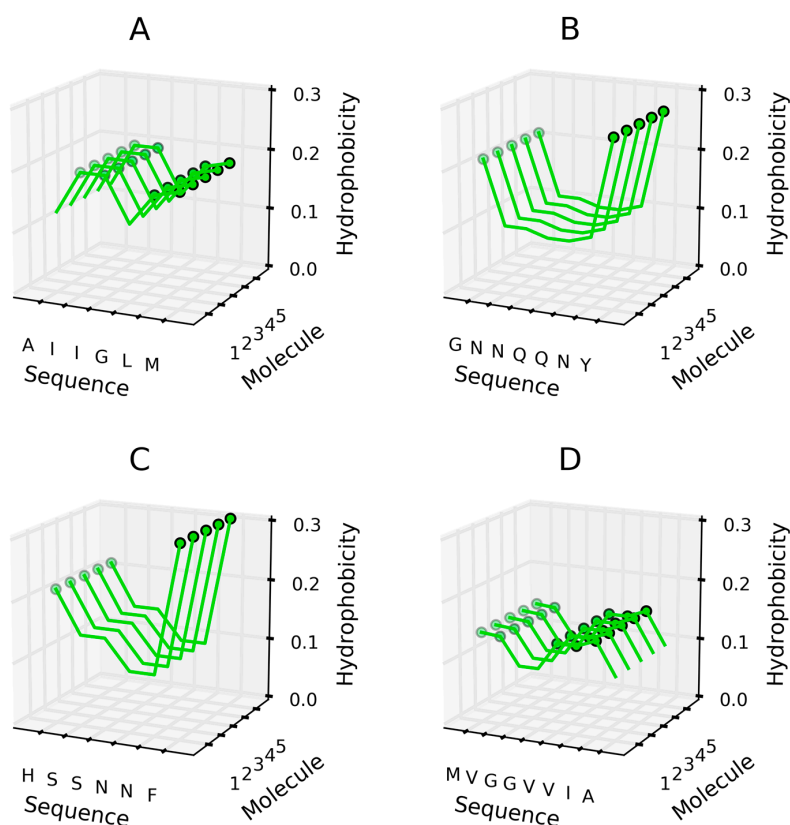 A
0.3
0.2
0.1
0.0
Hydrophobicity
A I I G L M
Sequence
1 2 3 4 5
Molecule
B
0.3
0.2
0.1
0.0
Hydrophobicity
G N N Q Q N Y
Sequence
1 2 3 4 5
Molecule
C
0.3
0.2
0.1
0.0
Hydrophobicity
H S S N N F
Sequence
1 2 3 4 5
Molecule
D
0.3
0.2
0.1
0.0
Hydrophobicity
M V G G V V I A
Sequence
1 2 3 4 5
Molecule